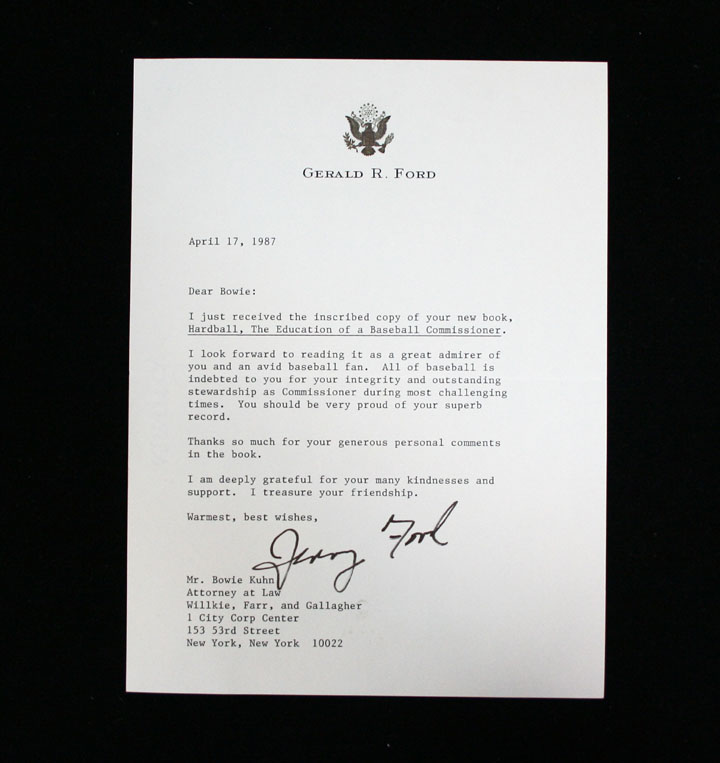 GERALD R. FORD
April 17, 1987
Dear Bowie:
I just received the inscribed copy of your new book,
Hardball, The Education of a Baseball Commissioner.
I look forward to reading it as a great admirer of
you and an avid baseball fan.  All of baseball is
indebted to you for your integrity and outstanding
stewardship as Commissioner during most challenging
times.  You should be very proud of your superb
record.
Thanks so much for your generous personal comments
in the book.
I am deeply grateful for your many kindnesses and
support.  I treasure your friendship.
Warmest, best wishes,
Jerry Ford
Mr. Bowie Kuhn
Attorney at Law
Willkie, Farr, and Gallagher
1 City Corp Center
153 53rd Street
New York, New York  10022